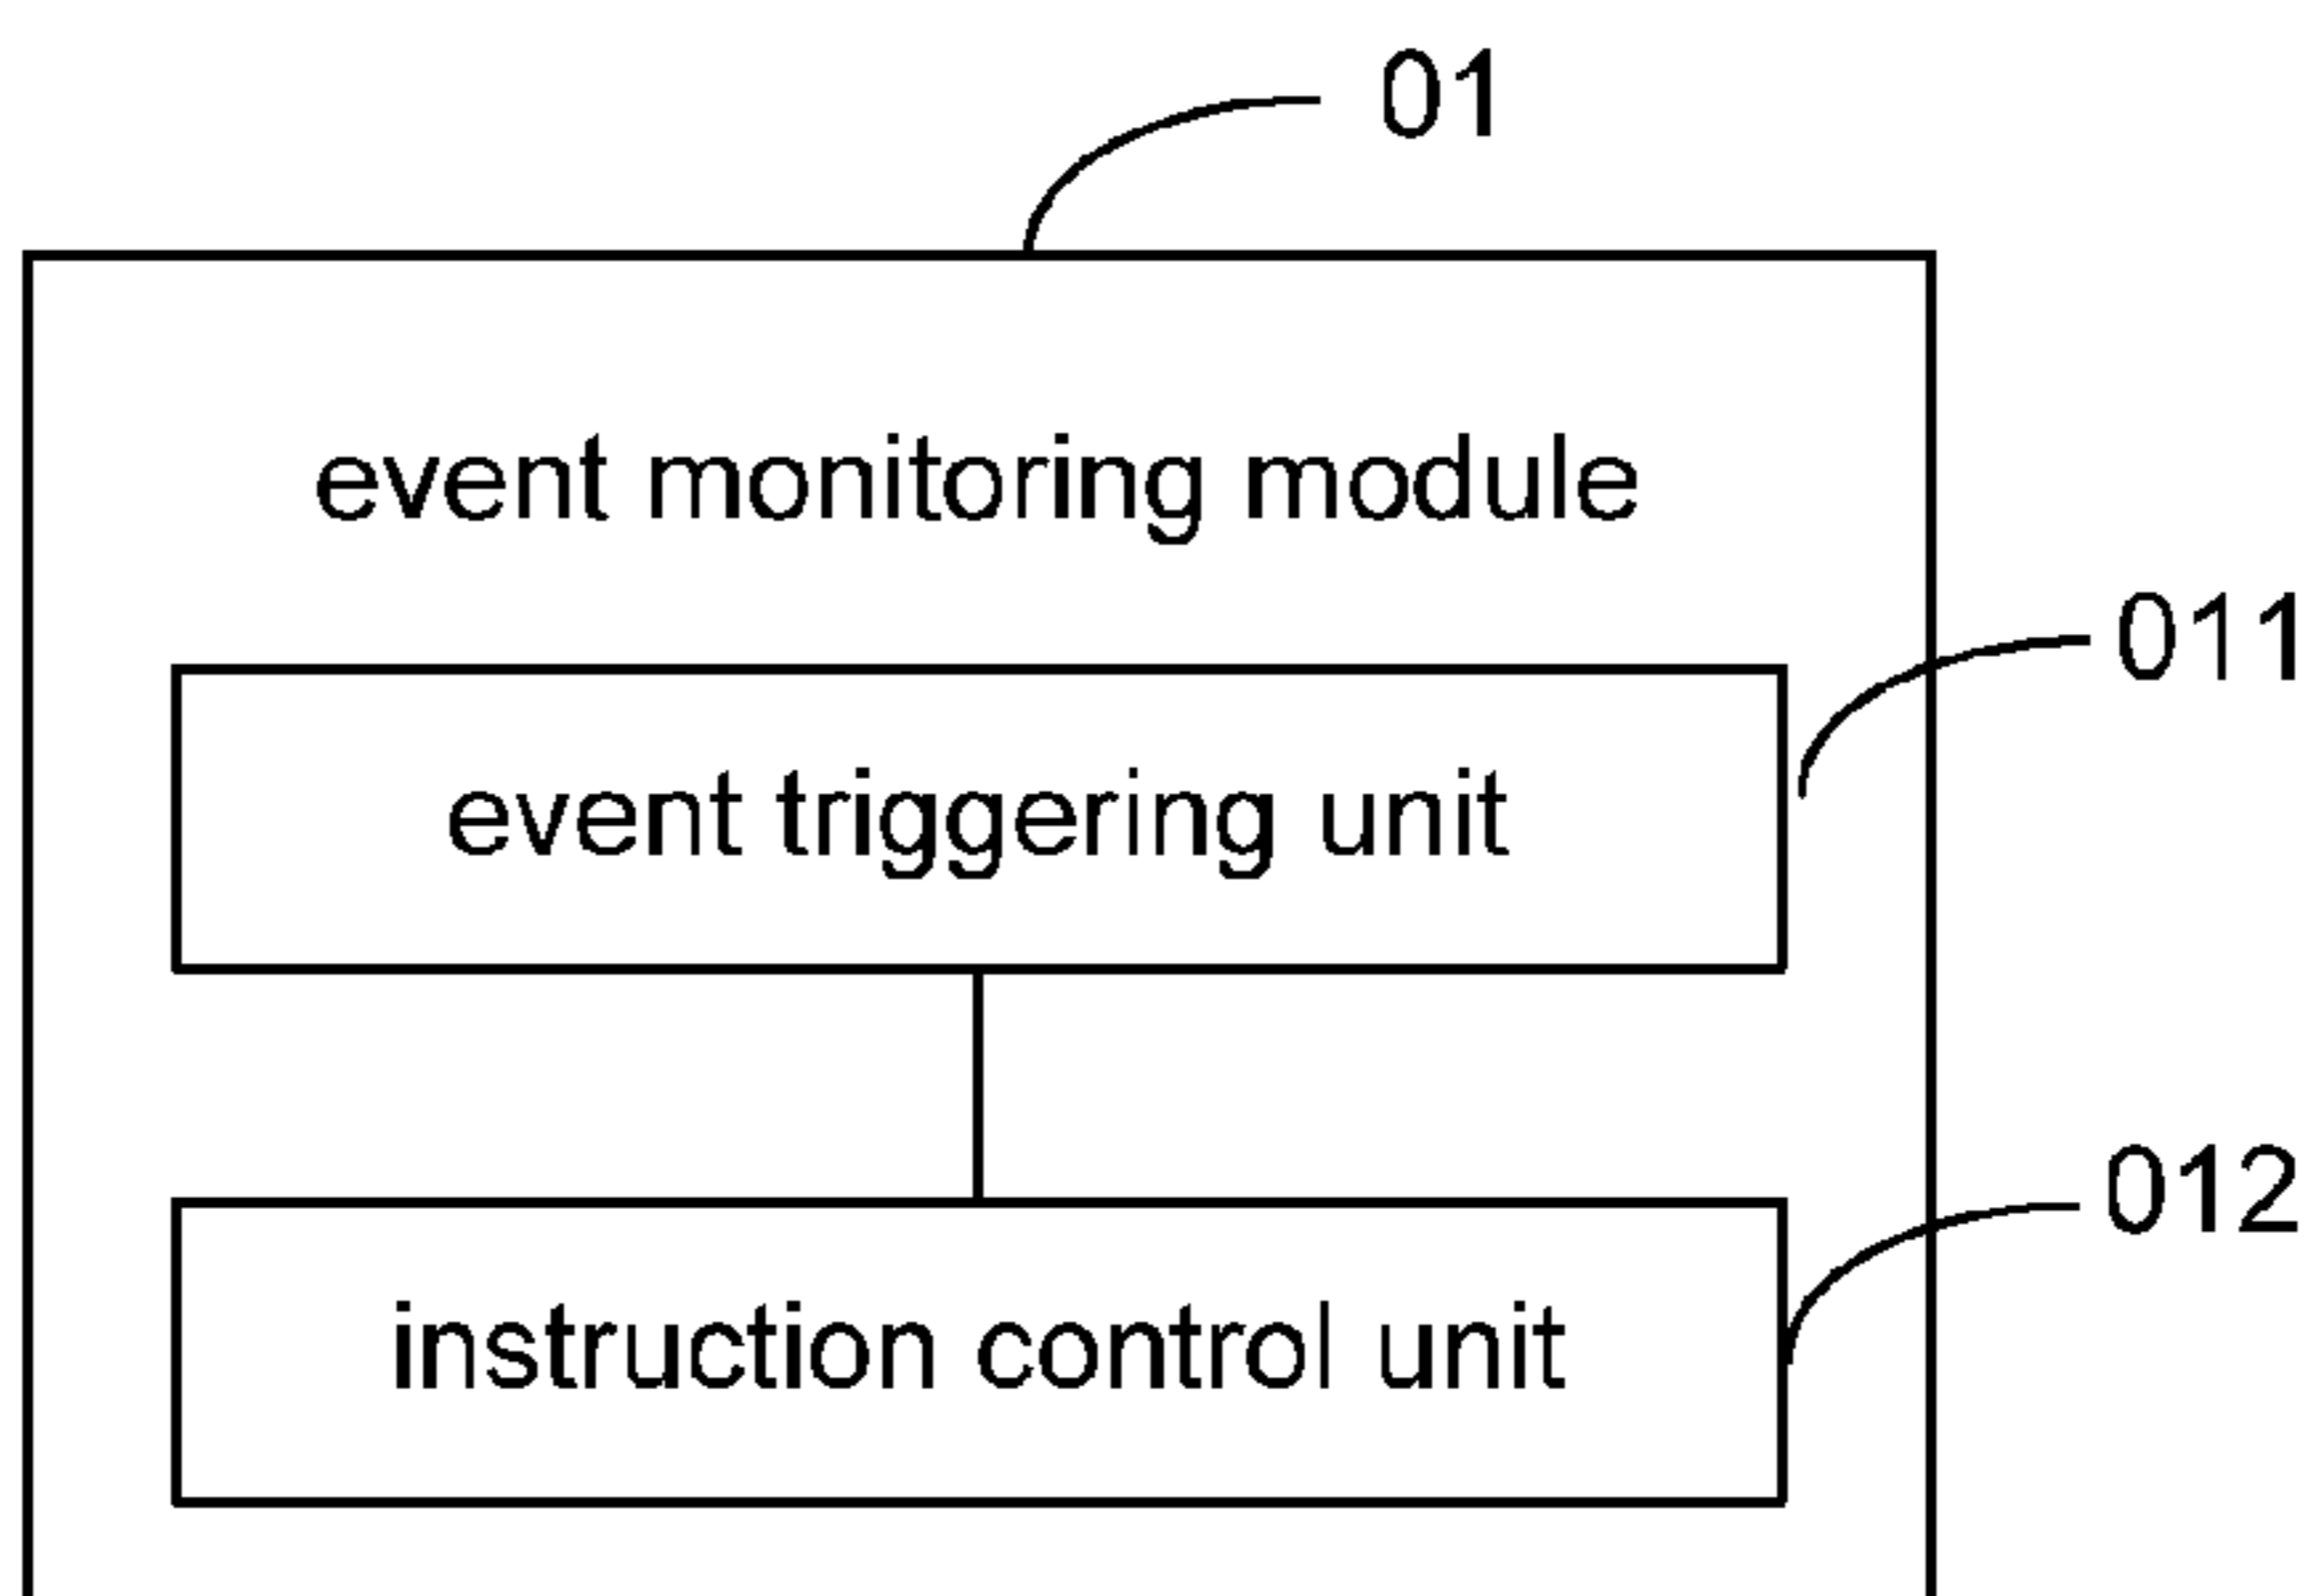 01
event monitoring module
011
event triggering unit
012
instruction control unit